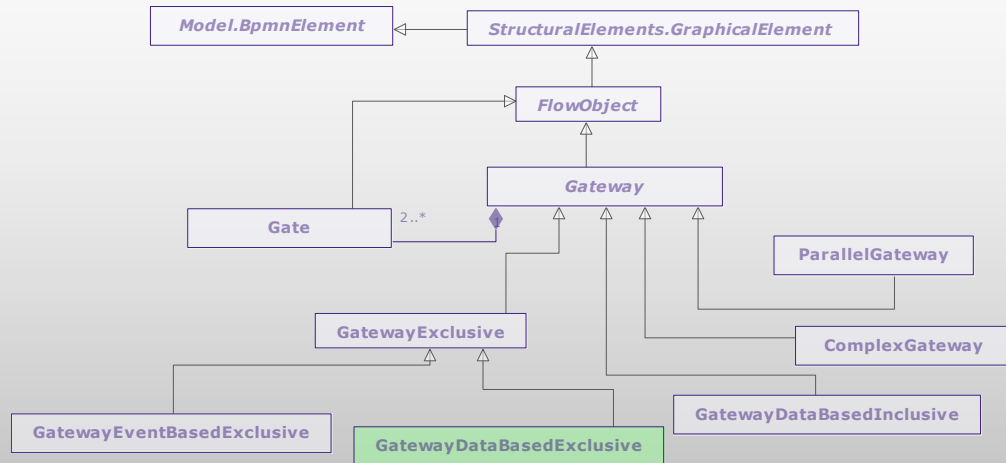 Model.BpmnElement
StructuralElements.GraphicalElement
FlowObject
Gateway
2..*
1
Gate
ParallelGateway
GatewayExclusive
ComplexGateway
GatewayDataBasedInclusive
GatewayEventBasedExclusive
GatewayDataBasedExclusive